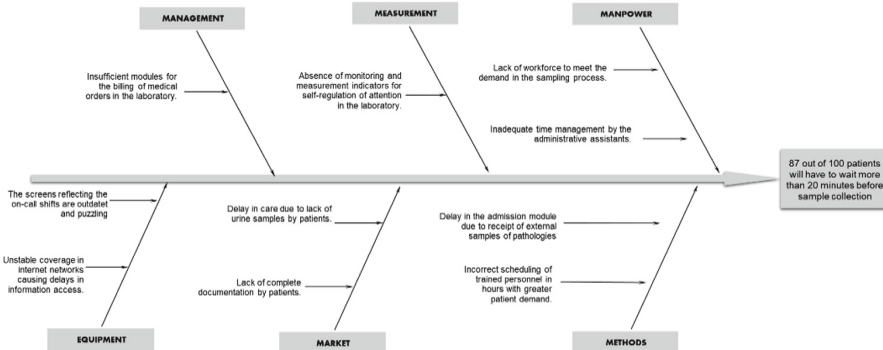 MANAGEMENT
MEASUREMENT
MANPOWER
Insufficient modules for
the billing of medical
orders in the laboratory.
Absence of monitoring and
measurement indicators for
self-regulation of attention
in the laboratory.
Lack of workforce to meet the
demand in the sampling process.
Inadequate time management by the
administrative assistants.
87 out of 100 patients
will have to wait more
than 20 minutes before
sample collection
The screens reflecting the
on-call shifts are outdatet
and puzzling
Unstable coverage in
internet networks
causing delays in
information access.
Delay in care due to lack of
urine samples by patients.
Lack of complete
documentation by patients.
Delay in the admission module
due to receipt of external
samples of pathologies
Incorrect scheduling of
trained personnel in
hours with greater
patient demand.
EQUIPMENT
MARKET
METHODS